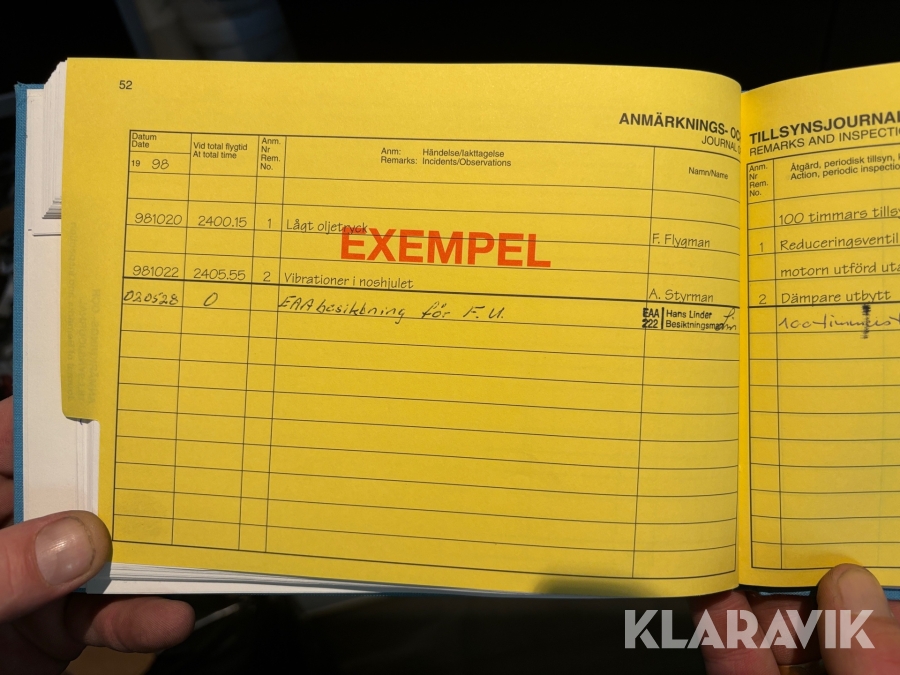 52
ANMÄRKNINGS- OC
JOURNAL O
Datum
Date
Vid total flygtid
At total time
Anm.
Nr
Rem.
No.
Anm: Händelse/Iakttagelse
Remarks: Incidents/Observations
Namn/Name
19 98
981020 2400.15 1 Lågt oljetryck F. Flygman
EXEMPEL
981022 2405.55 2 Vibrationer i noshjulet A. Styrman
020528 0 EAA besiktning för F.U.
EAA Hans Linder
222 Besiktningsman
TILLSYNSJOURNAL
REMARKS AND INSPECTIO
Anm.
Nr
Rem.
No.
Åtgärd, periodisk tillsyn,
Action, periodic inspectio
100 timmars tillsy
1 Reduceringsventil
motorn utförd uta
2 Dämpare utbytt
KLARAVIK